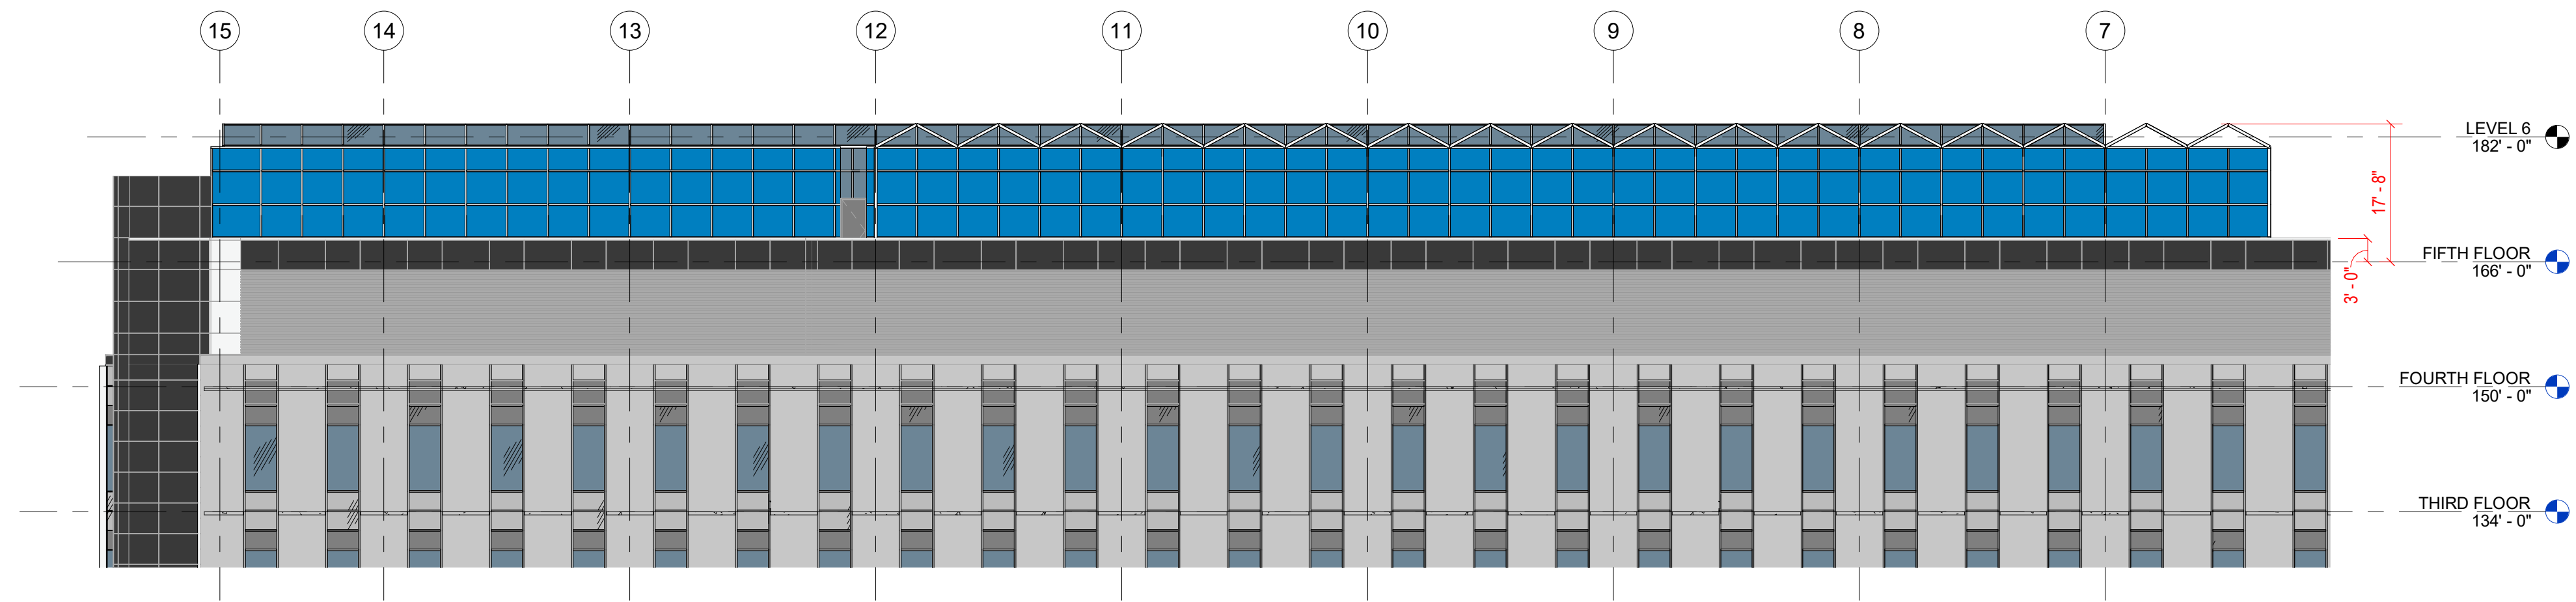 15
14
13
12
11
10
9
8
7
LEVEL 6
182' - 0"
17' - 8"
FIFTH FLOOR
166' - 0"
3' - 0"
FOURTH FLOOR
150' - 0"
THIRD FLOOR
134' - 0"